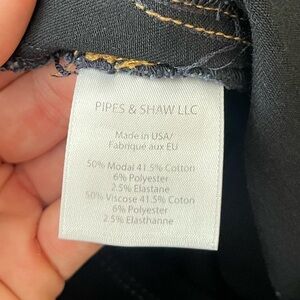 PIPES & SHAW LLC
Made in USA/
Fabrique aux EU
50% Modal 41.5% Cotton
6% Polyester
2.5% Elastane
50% Viscose 41.5% Coton
6% Polyester
2.5% Elasthanne